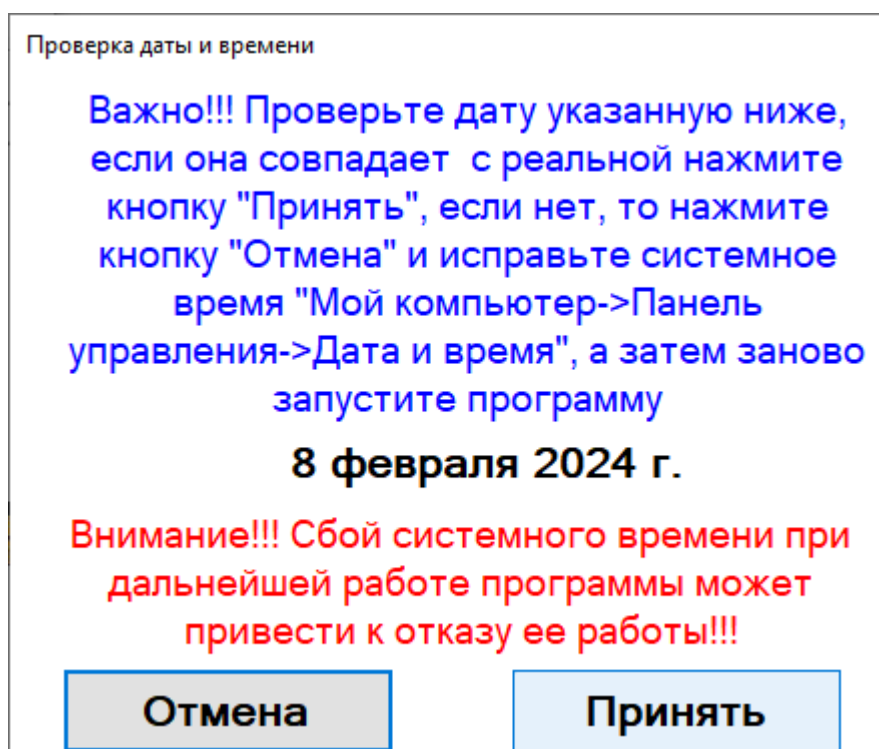 Проверка даты и времени
Важно!!! Проверьте дату указанную ниже,
если она совпадает  с реальной нажмите
кнопку "Принять", если нет, то нажмите
кнопку "Отмена" и исправьте системное
время "Мой компьютер->Панель
управления->Дата и время", а затем заново
запустите программу
8 февраля 2024 г.
Внимание!!! Сбой системного времени при
дальнейшей работе программы может
привести к отказу ее работы!!!
Отмена Принять